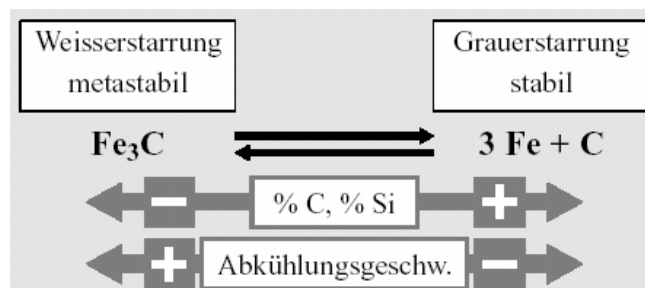 Weisserstarrung
metastabil
Grauerstarrung
stabil
Fe₃C
3 Fe + C
− % C, % Si +
+ Abkühlungsgeschw. −